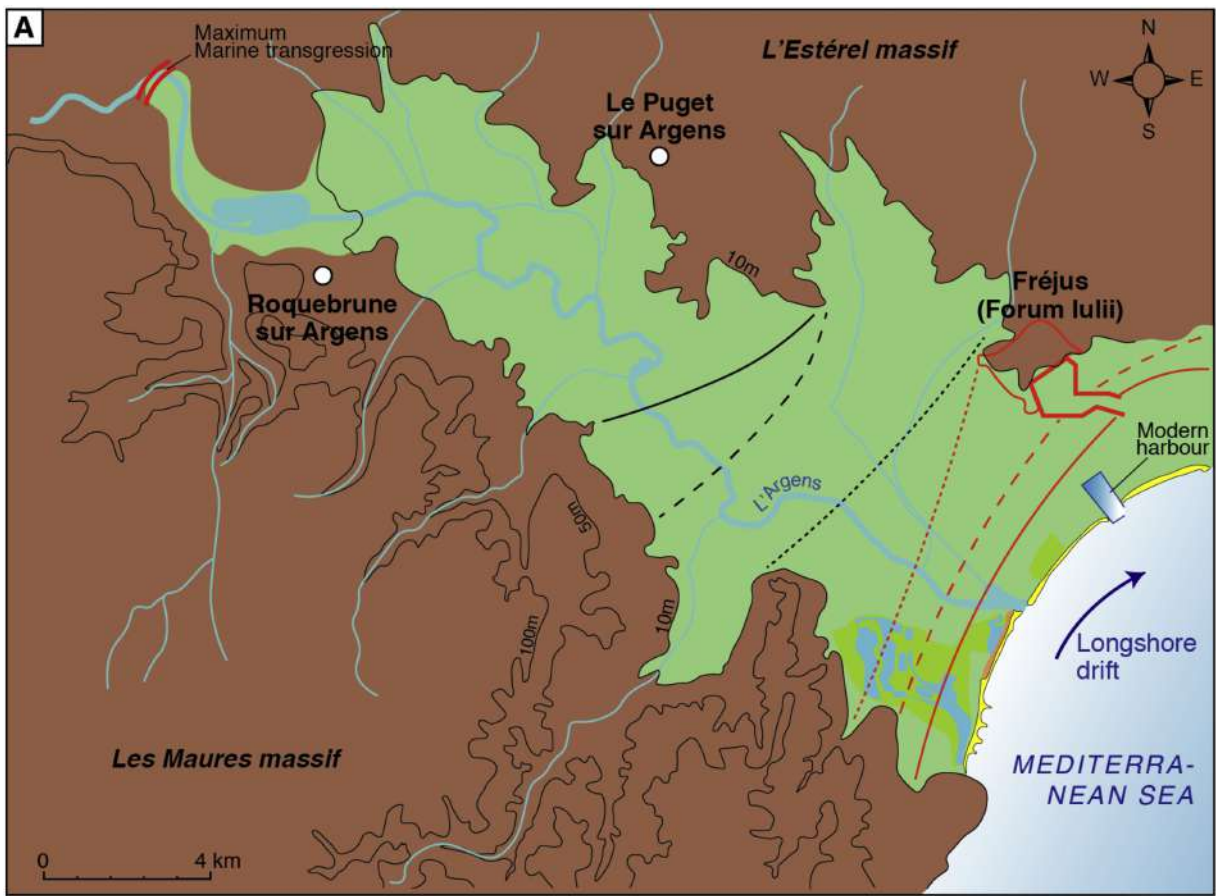 A
Maximum
Marine transgression
L'Estérel massif
N
W
E
S
Le Puget
sur Argens
10m
Fréjus
(Forum Iulii)
Roquebrune
sur Argens
Modern
harbour
L'Argens
50m
10m
100m
Longshore
drift
Les Maures massif
MEDITERRA-
NEAN SEA
0
4 km